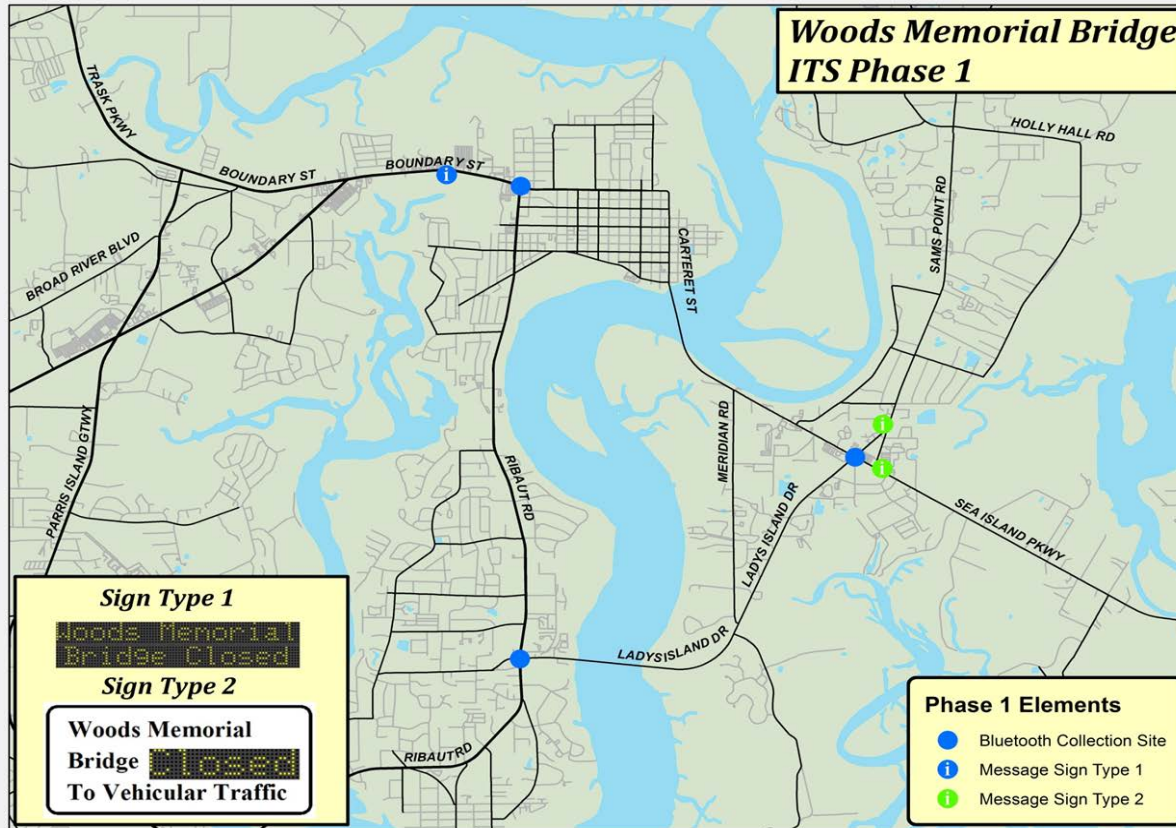 Woods Memorial Bridge
ITS Phase 1
TRASK PKWY
HOLLY HALL RD
BOUNDARY ST
BOUNDARY ST
SAMS POINT RD
BROAD RIVER BLVD
CARTERET ST
MERIDIAN RD
PARRIS ISLAND GTWY
RIBAUT RD
LADYS ISLAND DR
SEA ISLAND PKWY
LADYS ISLAND DR
RIBAUT RD
Sign Type 1
Woods Memorial
Bridge Closed
Sign Type 2
Woods Memorial
Bridge Closed
To Vehicular Traffic
Phase 1 Elements
Bluetooth Collection Site
i Message Sign Type 1
i Message Sign Type 2